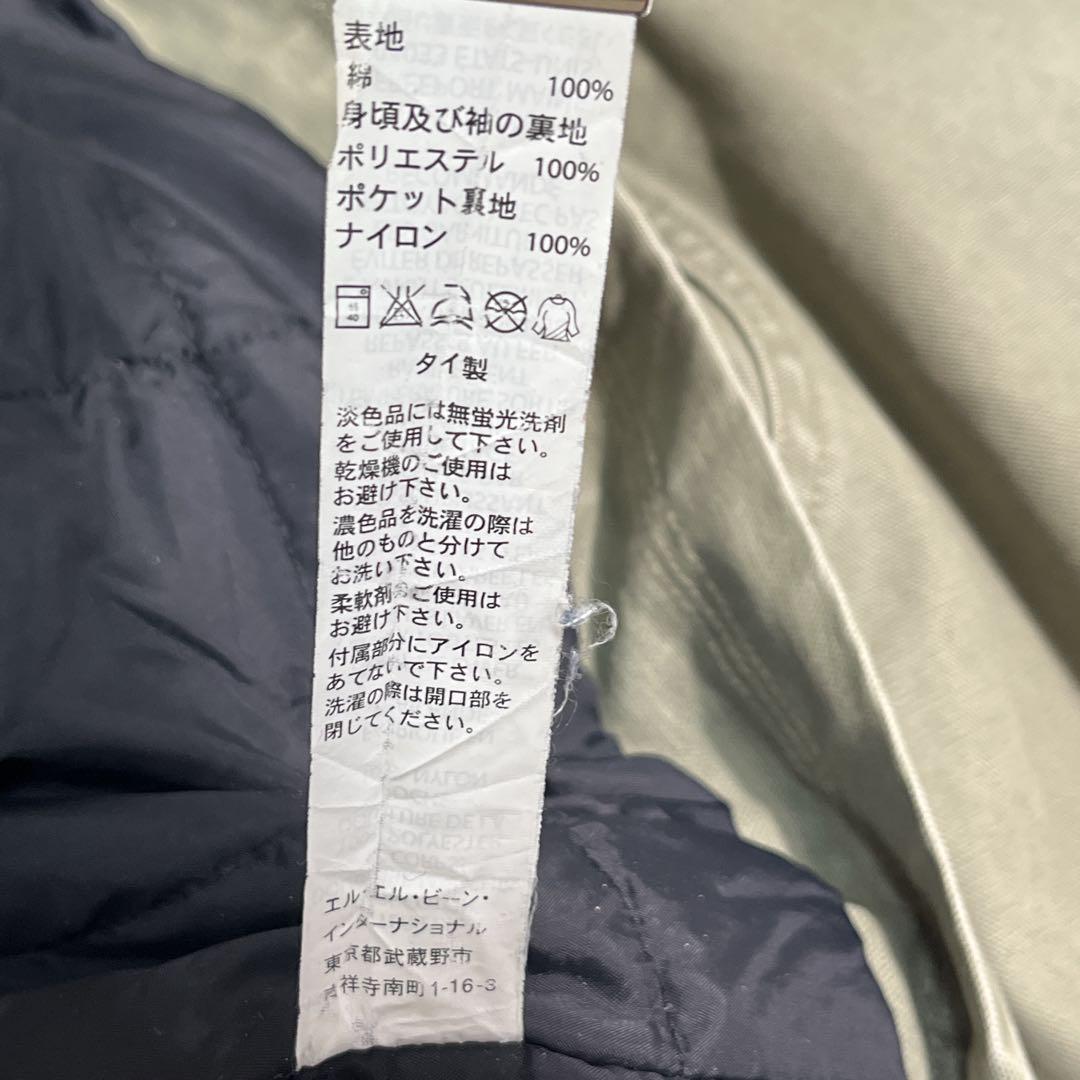 表地
綿 100%
身頃及び袖の裏地
ポリエステル 100%
ポケット裏地
ナイロン 100%
40
タイ製
淡色品には無蛍光洗剤
をご使用して下さい。
乾燥機のご使用は
お避け下さい。
濃色品を洗濯の際は
他のものと分けて
お洗い下さい。
柔軟剤のご使用は
お避け下さい。
付属部分にアイロンを
あてないで下さい。
洗濯の際は開口部を
閉じてください。
エル・エル・ビーン・
インターナショナル
東京都武蔵野市
吉祥寺南町1-16-3